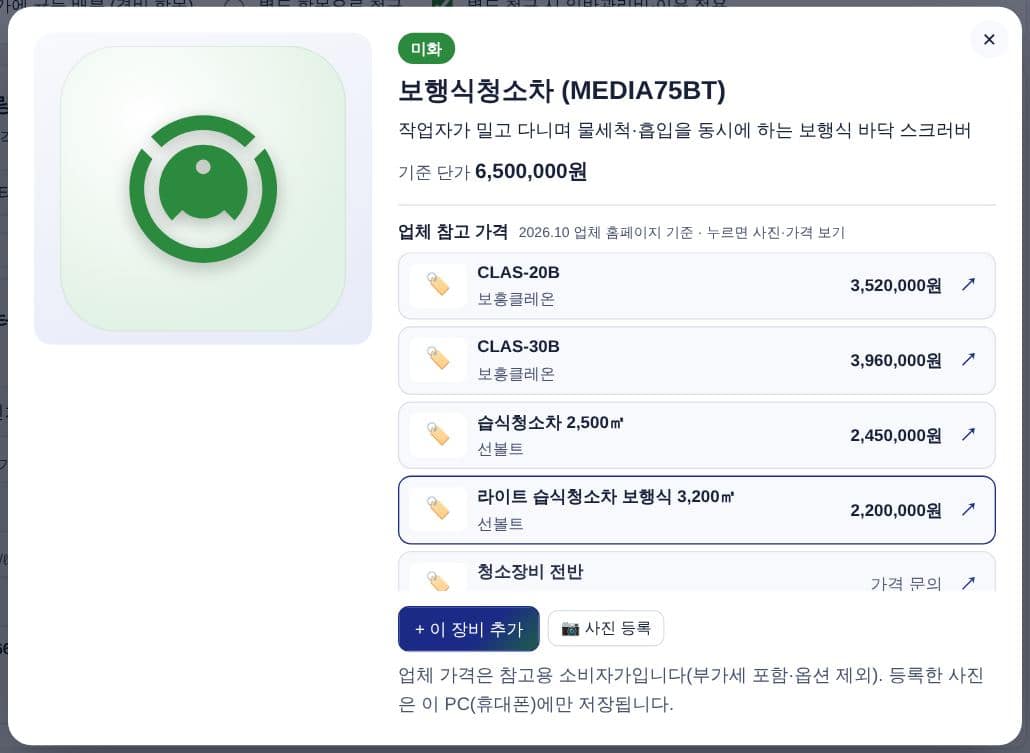 미화
보행식청소차 (MEDIA75BT)
작업자가 밀고 다니며 물세척·흡입을 동시에 하는 보행식 바닥 스크러버
기준 단가 6,500,000원
업체 참고 가격 2026.10 업체 홈페이지 기준 · 누르면 사진·가격 보기
CLAS-20B
보흥클레온
3,520,000원 ↗
CLAS-30B
보흥클레온
3,960,000원 ↗
습식청소차 2,500㎡
선볼트
2,450,000원 ↗
라이트 습식청소차 보행식 3,200㎡
선볼트
2,200,000원 ↗
청소장비 전반
가격 문의 ↗
+ 이 장비 추가
📷 사진 등록
업체 가격은 참고용 소비자가입니다(부가세 포함·옵션 제외). 등록한 사진
은 이 PC(휴대폰)에만 저장됩니다.